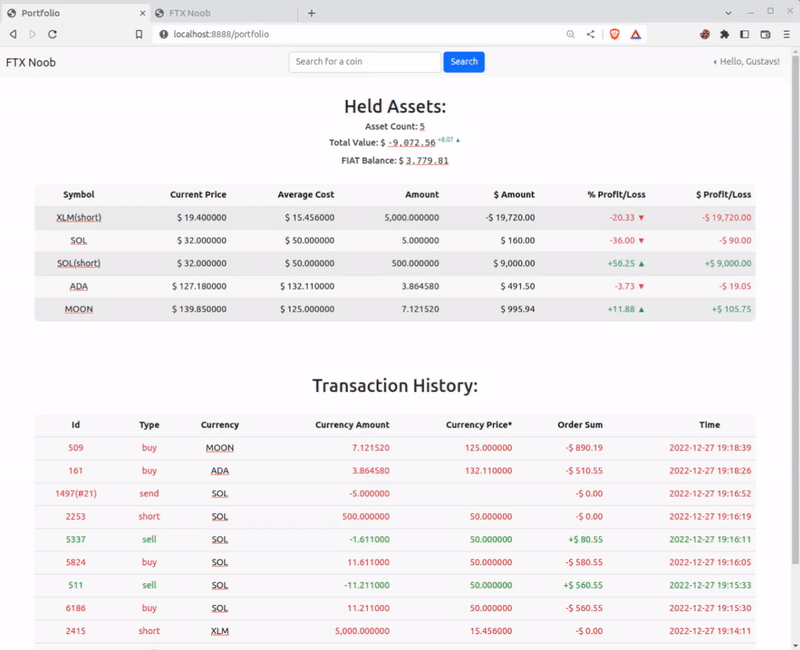 Portfolio FTX Noob
localhost:8888/portfolio
FTX Noob Search for a coin Search Hello, Gustavs!
Held Assets:
Asset Count: 5
Total Value: $ -9,072.56 +8.07 ▲
FIAT Balance: $ 3,779.81
Symbol Current Price Average Cost Amount $ Amount % Profit/Loss $ Profit/Loss
XLM(short) $ 19.400000 $ 15.456000 5,000.000000 -$ 19,720.00 -20.33 ▼ -$ 19,720.00
SOL $ 32.000000 $ 50.000000 5.000000 $ 160.00 -36.00 ▼ -$ 90.00
SOL(short) $ 32.000000 $ 50.000000 500.000000 $ 9,000.00 +56.25 ▲ +$ 9,000.00
ADA $ 127.180000 $ 132.110000 3.864580 $ 491.50 -3.73 ▼ -$ 19.05
MOON $ 139.850000 $ 125.000000 7.121520 $ 995.94 +11.88 ▲ +$ 105.75
Transaction History:
Id Type Currency Currency Amount Currency Price* Order Sum Time
509 buy MOON 7.121520 125.000000 -$ 890.19 2022-12-27 19:18:39
161 buy ADA 3.864580 132.110000 -$ 510.55 2022-12-27 19:18:26
1497(#21) send SOL -5.000000 -$ 0.00 2022-12-27 19:16:52
2253 short SOL 500.000000 50.000000 -$ 0.00 2022-12-27 19:16:19
5337 sell SOL -1.611000 50.000000 +$ 80.55 2022-12-27 19:16:11
5824 buy SOL 11.611000 50.000000 -$ 580.55 2022-12-27 19:16:05
511 sell SOL -11.211000 50.000000 +$ 560.55 2022-12-27 19:15:33
6186 buy SOL 11.211000 50.000000 -$ 560.55 2022-12-27 19:15:30
2415 short XLM 5,000.000000 15.456000 -$ 0.00 2022-12-27 19:14:11